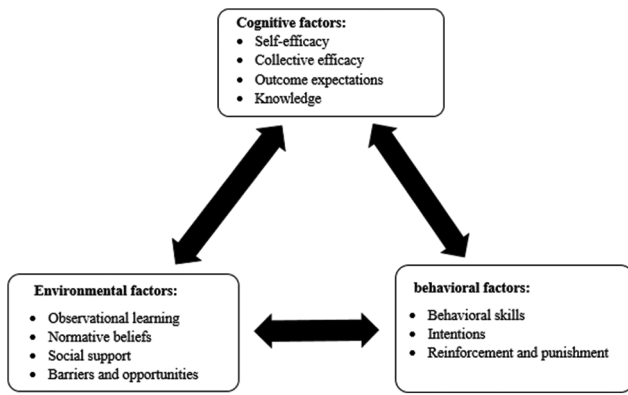 Cognitive factors:
• Self-efficacy
• Collective efficacy
• Outcome expectations
• Knowledge
Environmental factors:
• Observational learning
• Normative beliefs
• Social support
• Barriers and opportunities
behavioral factors:
• Behavioral skills
• Intentions
• Reinforcement and punishment